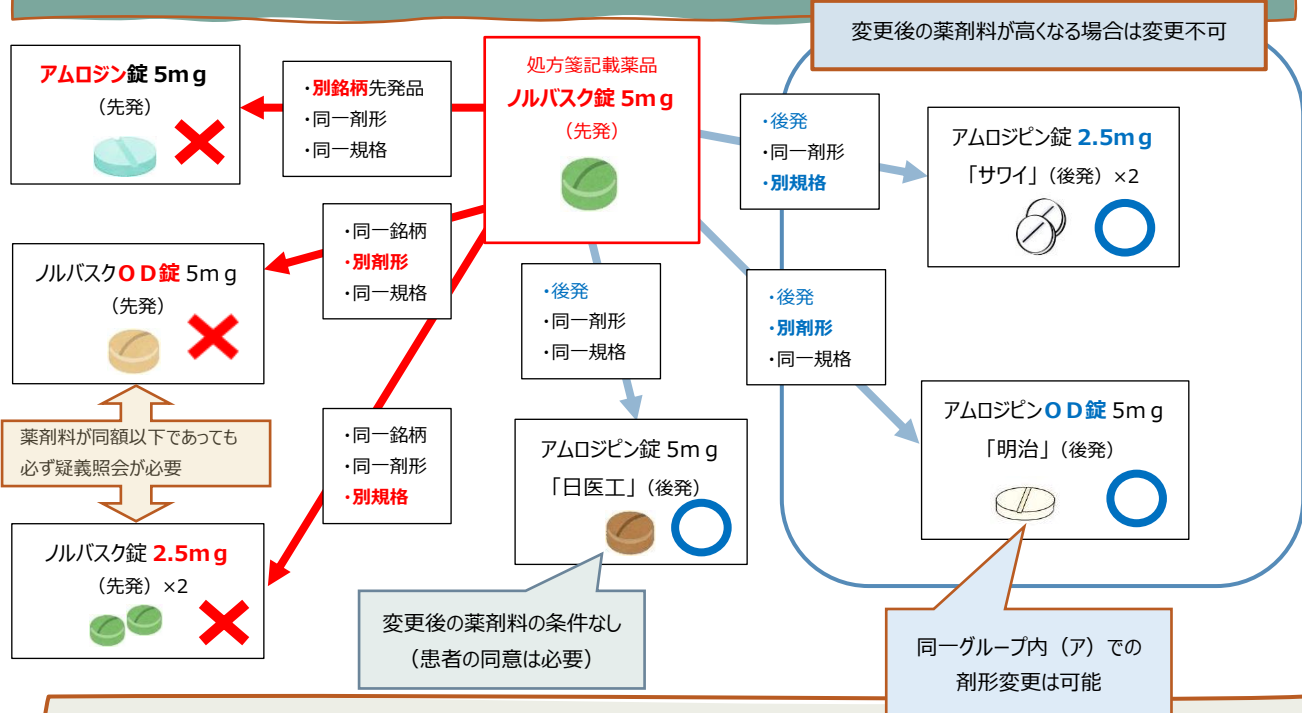 変更後の薬剤料が高くなる場合は変更不可
アムロジン錠 5mg
(先発)
・別銘柄先発品
・同一剤形
・同一規格
処方箋記載薬品
ノルバスク錠 5mg
(先発)
・後発
・同一剤形
・別規格
アムロジピン錠 2.5mg
「サワイ」(後発)×2
ノルバスクOD錠 5mg
(先発)
・同一銘柄
・別剤形
・同一規格
・後発
・同一剤形
・同一規格
・後発
・別剤形
・同一規格
薬剤料が同額以下であっても
必ず疑義照会が必要
・同一銘柄
・同一剤形
・別規格
アムロジピン錠 5mg
「日医工」(後発)
アムロジピンOD錠 5mg
「明治」(後発)
ノルバスク錠 2.5mg
(先発)×2
変更後の薬剤料の条件なし
(患者の同意は必要)
同一グループ内(ア)での
剤形変更は可能